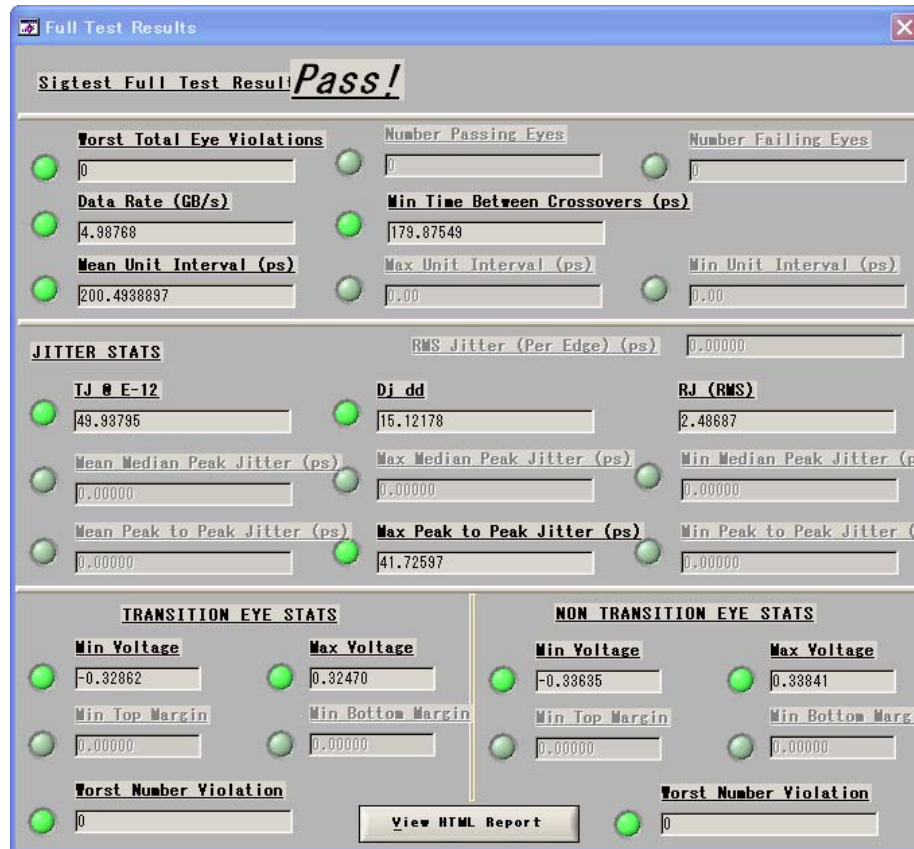 Full Test Results
Sigtest Full Test Result
Pass!
Worst Total Eye Violations
0
Number Passing Eyes
0
Number Failing Eyes
0
Data Rate (GB/s)
4.98768
Min Time Between Crossovers (ps)
179.87549
Mean Unit Interval (ps)
200.4938897
Max Unit Interval (ps)
0.00
Min Unit Interval (ps)
0.00
JITTER STATS
RMS Jitter (Per Edge) (ps)
0.00000
TJ @ E-12
49.93795
Dj dd
15.12178
RJ (RMS)
2.48687
Mean Median Peak Jitter (ps)
0.00000
Max Median Peak Jitter (ps)
0.00000
Min Median Peak Jitter (p
0.00000
Mean Peak to Peak Jitter (ps)
0.00000
Max Peak to Peak Jitter (ps)
41.72597
Min Peak to Peak Jitter (
0.00000
TRANSITION EYE STATS
Min Voltage
-0.32862
Max Voltage
0.32470
Min Top Margin
0.00000
Min Bottom Margin
0.00000
Worst Number Violation
0
NON TRANSITION EYE STATS
Min Voltage
-0.33635
Max Voltage
0.33841
Min Top Margin
0.00000
Min Bottom Marg
0.00000
Worst Number Violation
0
View HTML Report